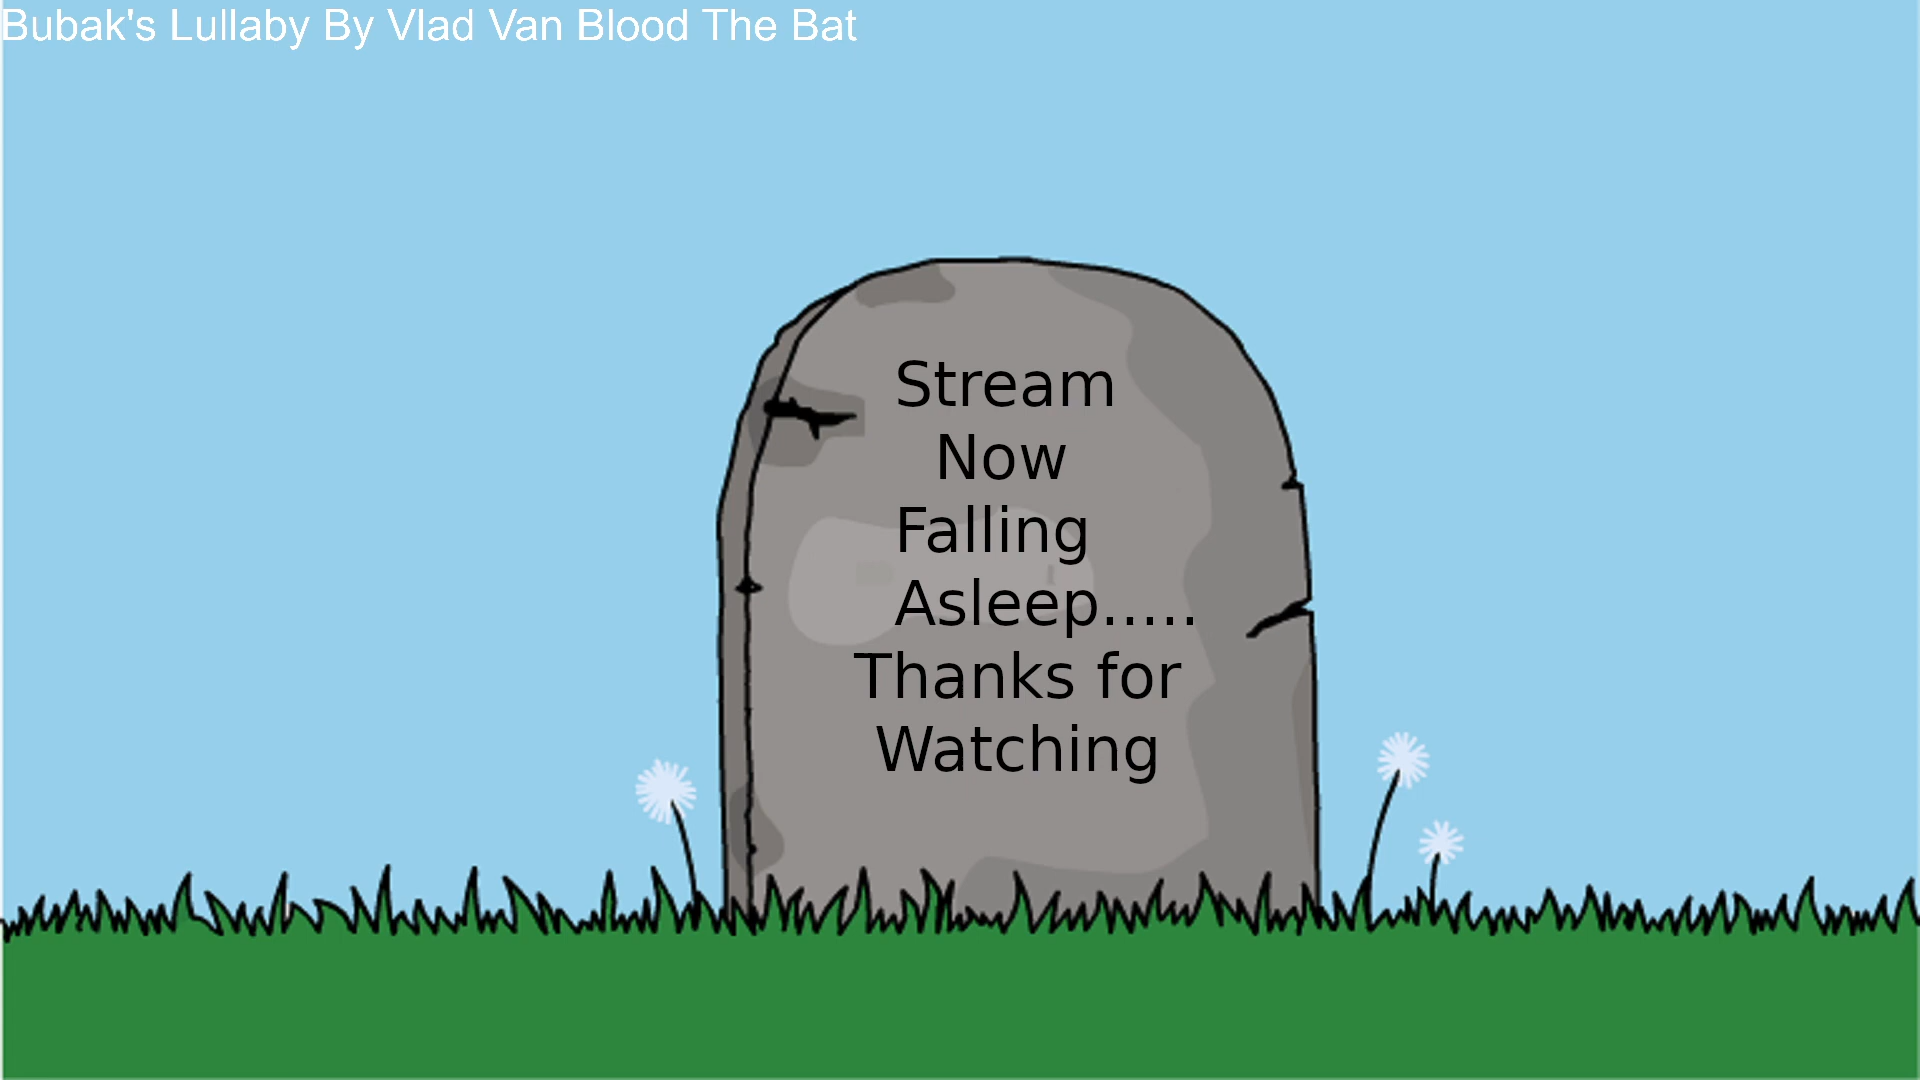 Bubak's Lullaby By Vlad Van Blood The Bat
Stream
Now
Falling
Asleep.....
Thanks for
Watching